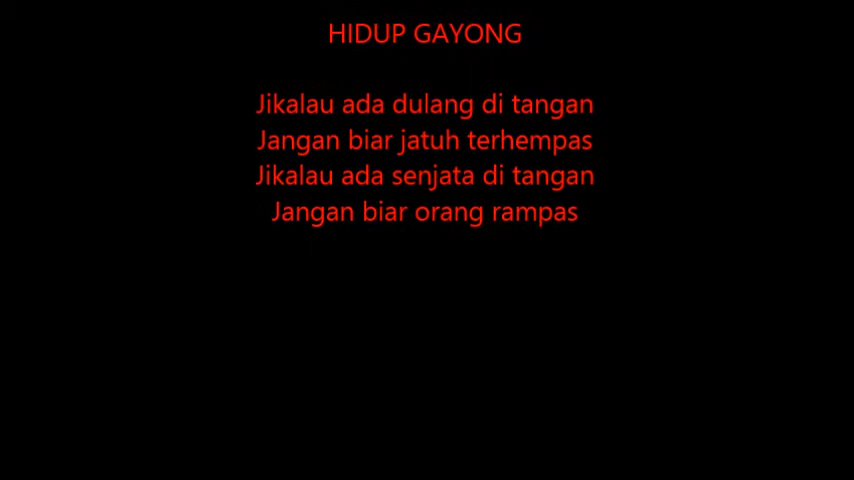 HIDUP GAYONG
Jikalau ada dulang di tangan
Jangan biar jatuh terhempas
Jikalau ada senjata di tangan
Jangan biar orang rampas